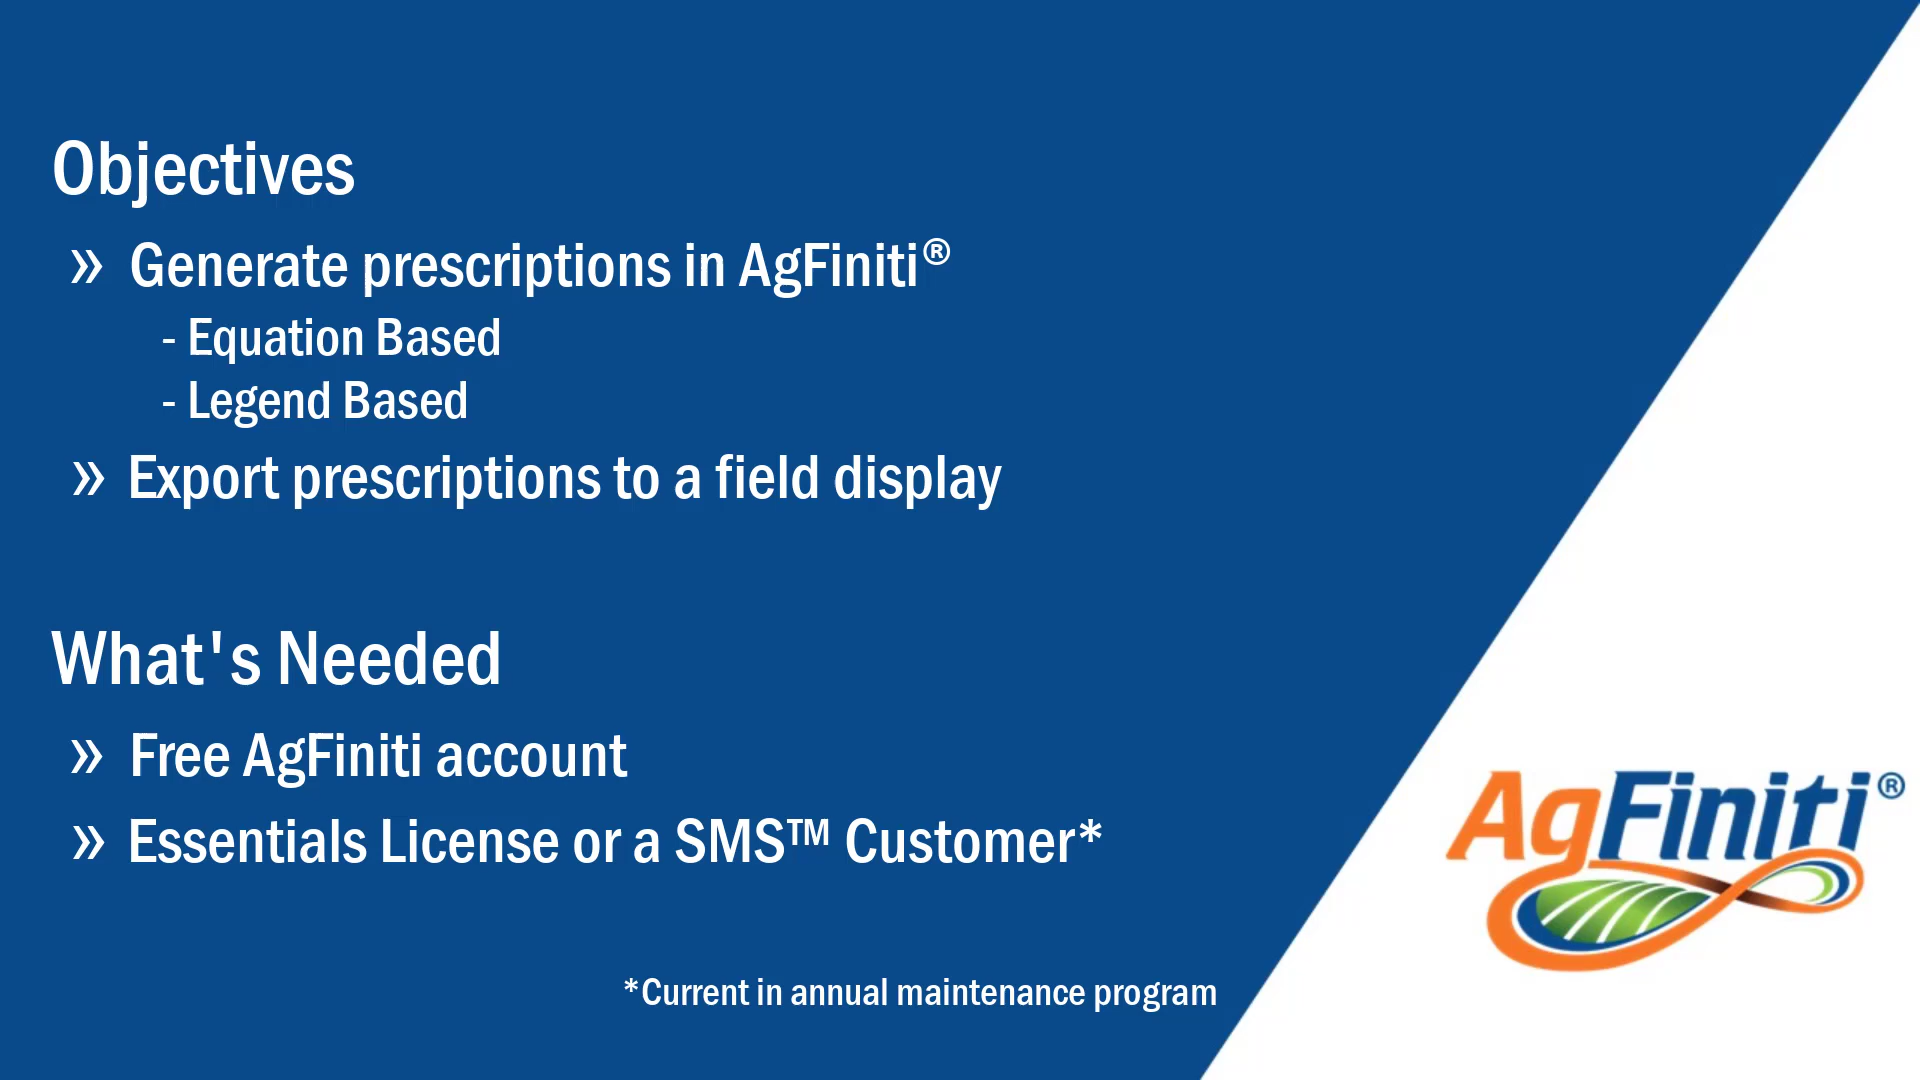 Objectives
» Generate prescriptions in AgFiniti®
- Equation Based
- Legend Based
» Export prescriptions to a field display
What's Needed
» Free AgFiniti account
» Essentials License or a SMS™ Customer*
*Current in annual maintenance program
AgFiniti®